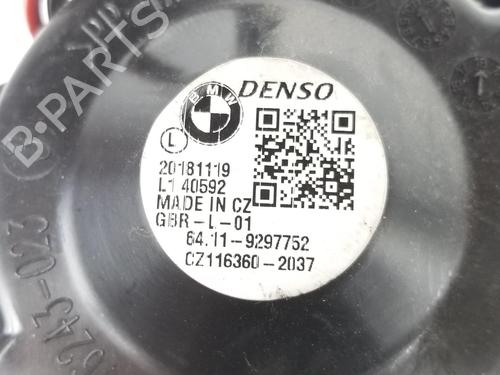 BMW
DENSO
L
20181119
L1 40592
MADE IN CZ
GBR-L-01
64.11-9297752
CZ116360-2037
B-Parts